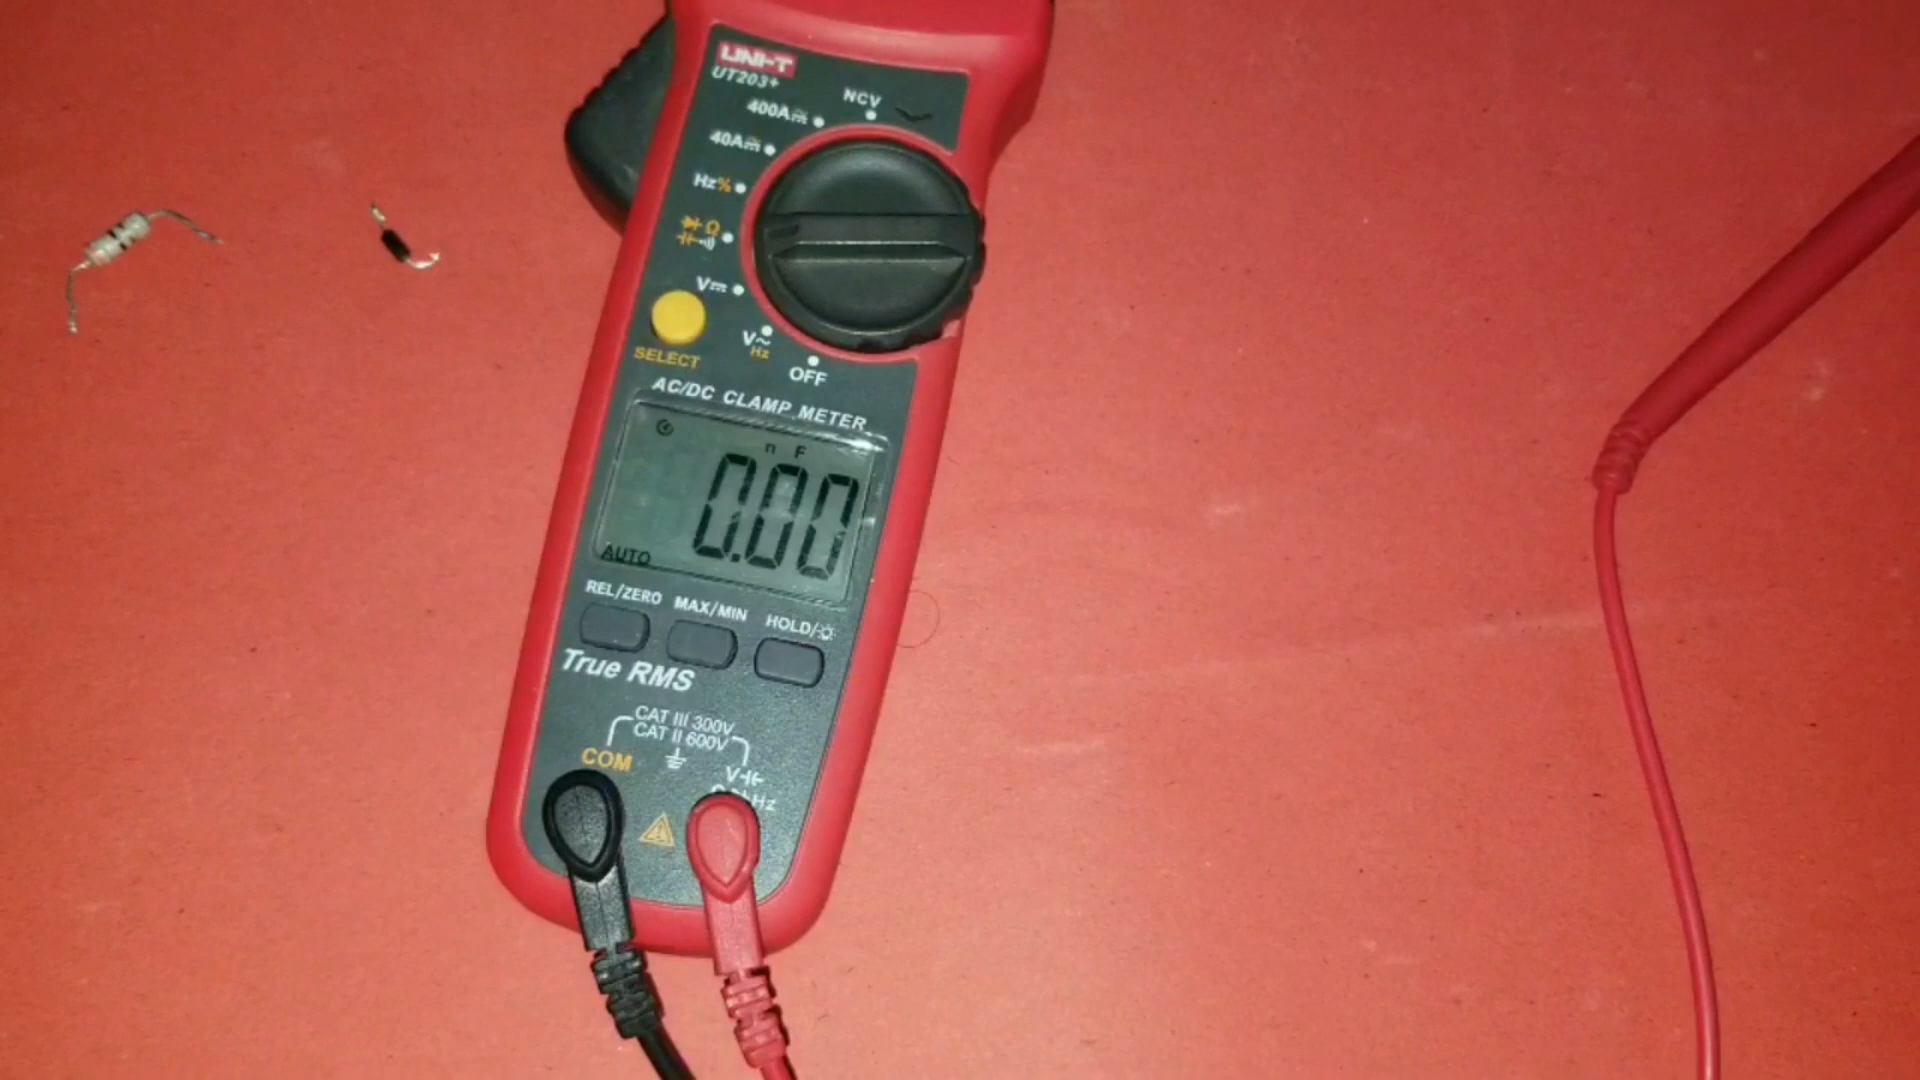 UNI-T
UT203+
NCV
400A
40A
Hz%
Ω
V
V~
Hz
SELECT
OFF
AC/DC CLAMP METER
n F
0.00
AUTO
REL/ZERO MAX/MIN HOLD/
True RMS
CAT III 300V
CAT II 600V
COM
V
Hz